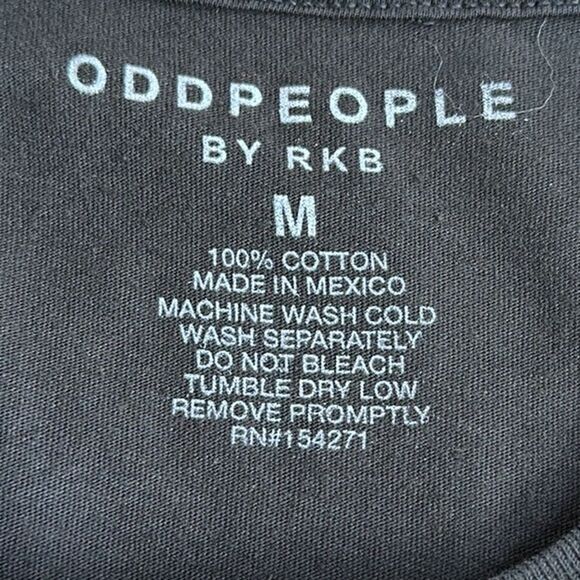 ODDPEOPLE
BY RKB
M
100% COTTON
MADE IN MEXICO
MACHINE WASH COLD
WASH SEPARATELY
DO NOT BLEACH
TUMBLE DRY LOW
REMOVE PROMPTLY
RN#154271